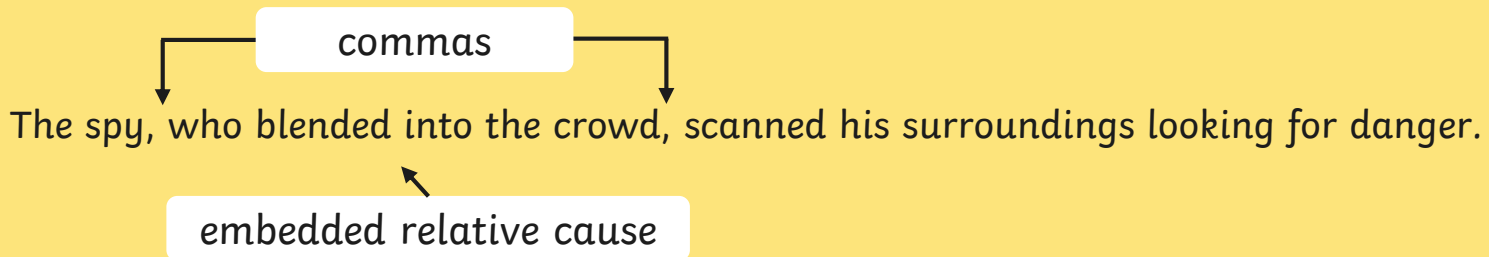 commas
The spy, who blended into the crowd, scanned his surroundings looking for danger.
embedded relative cause